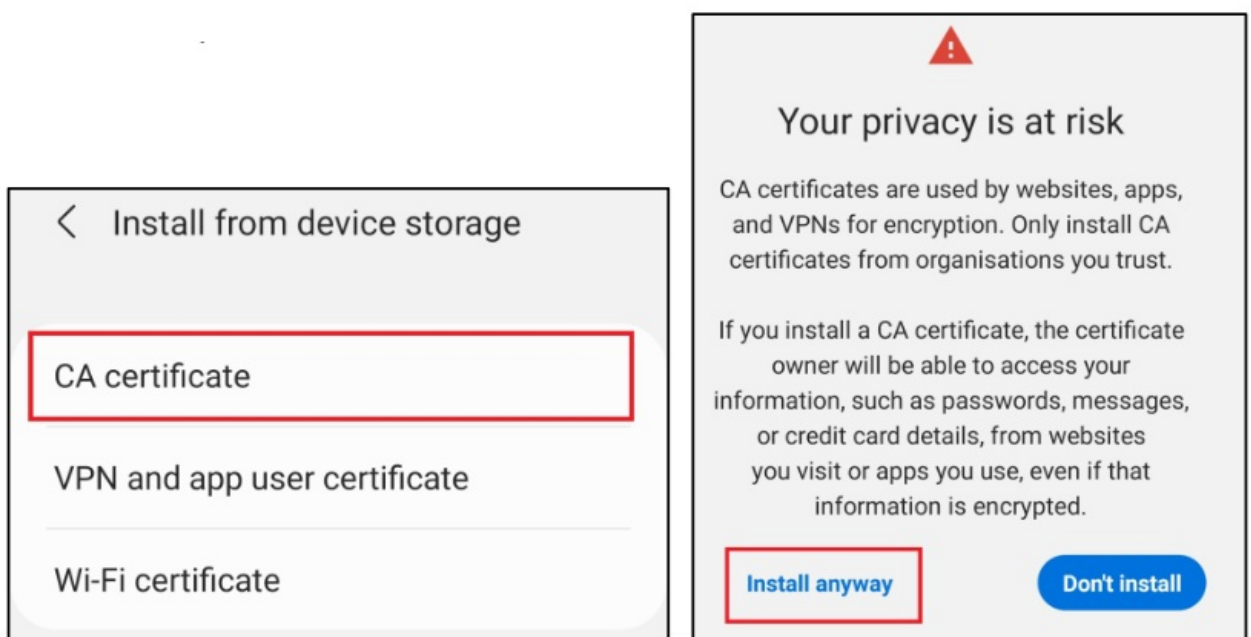 Install from device storage
CA certificate
VPN and app user certificate
Wi-Fi certificate
Your privacy is at risk
CA certificates are used by websites, apps,
and VPNs for encryption. Only install CA
certificates from organisations you trust.
If you install a CA certificate, the certificate
owner will be able to access your
information, such as passwords, messages,
or credit card details, from websites
you visit or apps you use, even if that
information is encrypted.
Install anyway
Don't install